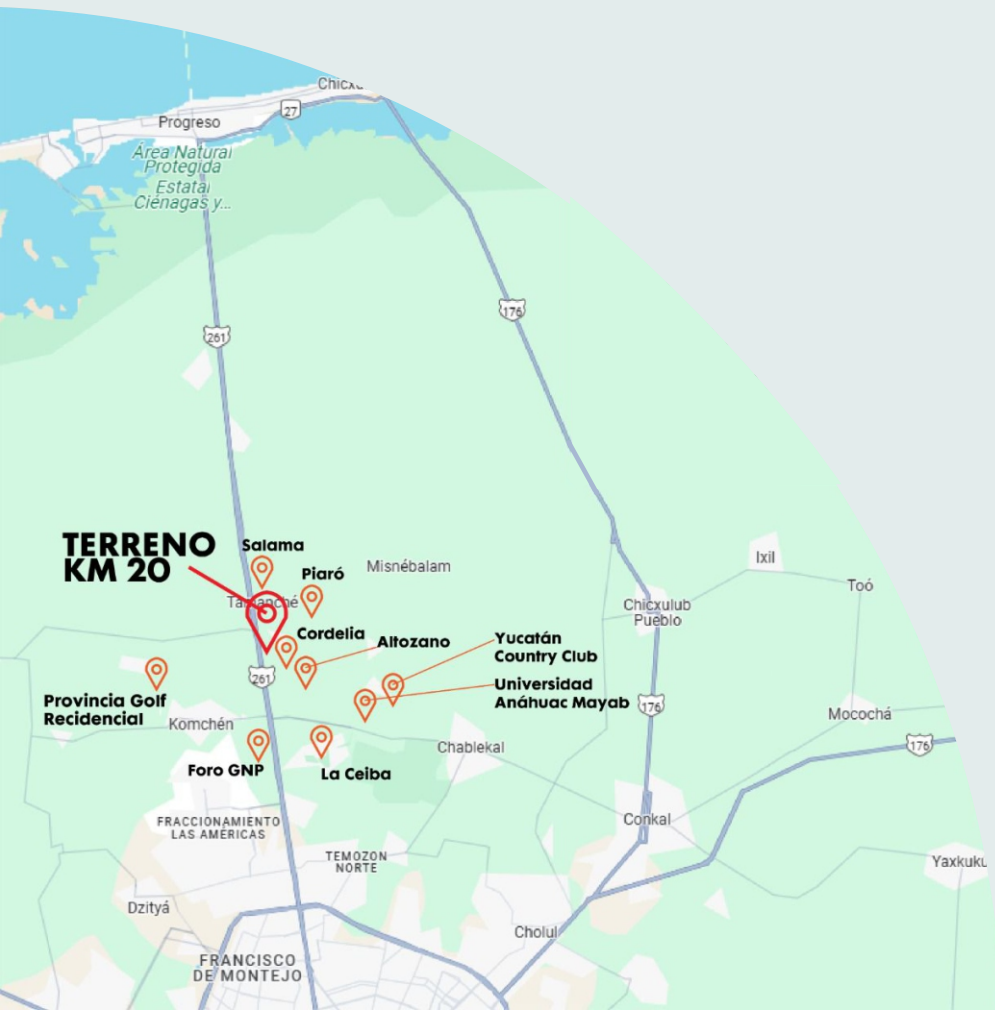 Chicxu
27
Progreso
Área Natural
Protegida
Estatal
Ciénagas y...
176
261
TERRENO
KM 20
Salama
Piaró
Misnébalam
Ixil
Toó
Tamanché
Chicxulub
Pueblo
Cordelia
Altozano
Yucatán
Country Club
261
Universidad
Anáhuac Mayab
Provincia Golf
Recidencial
176
Mocochá
Komchén
176
Chablekal
Foro GNP
La Ceiba
FRACCIONAMIENTO
LAS AMÉRICAS
Conkal
TEMOZON
NORTE
Yaxkuku
Dzityá
Cholul
FRANCISCO
DE MONTEJO